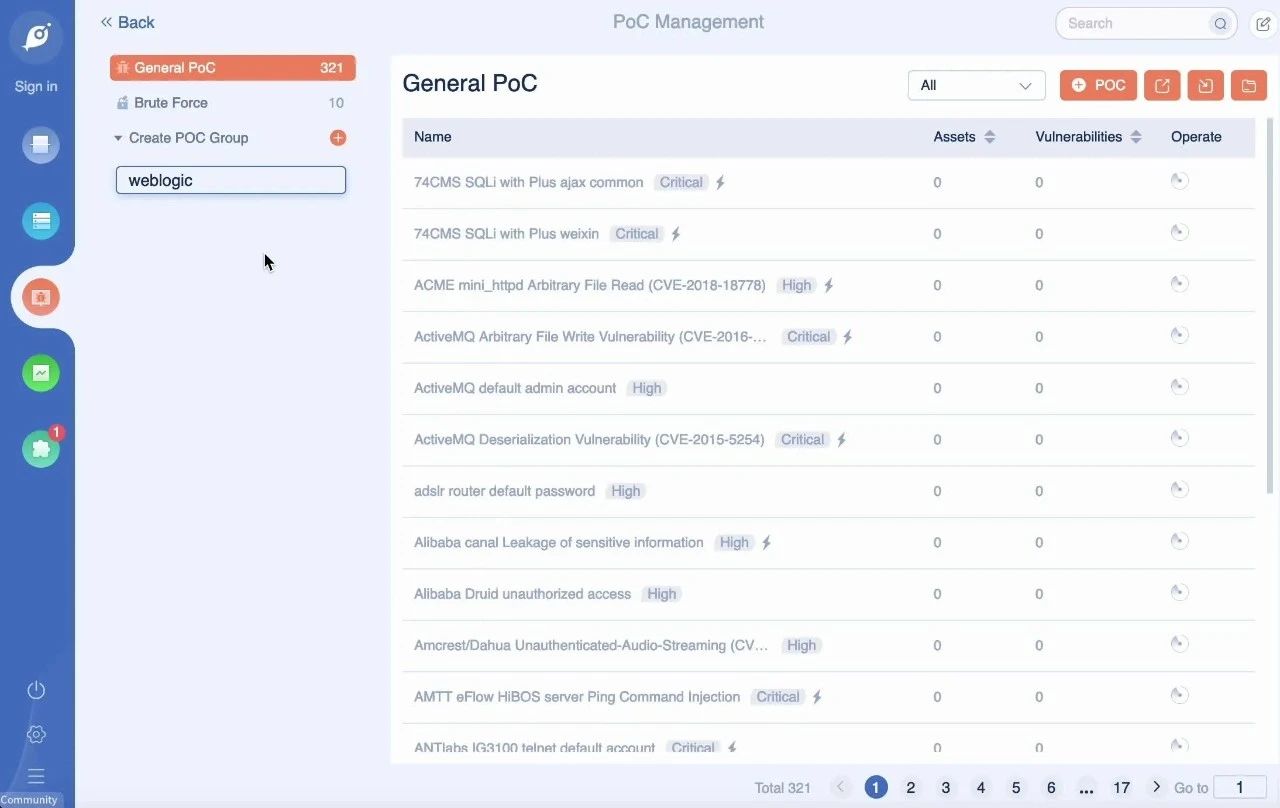 Back
PoC Management
Search
Sign in
General PoC 321
Brute Force 10
Create POC Group
weblogic
General PoC
All
POC
Name Assets Vulnerabilities Operate
74CMS SQLi with Plus ajax common Critical 0 0
74CMS SQLi with Plus weixin Critical 0 0
ACME mini_httpd Arbitrary File Read (CVE-2018-18778) High 0 0
ActiveMQ Arbitrary File Write Vulnerability (CVE-2016-... Critical 0 0
ActiveMQ default admin account High 0 0
ActiveMQ Deserialization Vulnerability (CVE-2015-5254) Critical 0 0
adslr router default password High 0 0
Alibaba canal Leakage of sensitive information High 0 0
Alibaba Druid unauthorized access High 0 0
Amcrest/Dahua Unauthenticated-Audio-Streaming (CV... High 0 0
AMTT eFlow HiBOS server Ping Command Injection Critical 0 0
ANTlabs IG3100 telnet default account Critical 0 0
1
Community
Total 321 1 2 3 4 5 6 ... 17 Go to 1